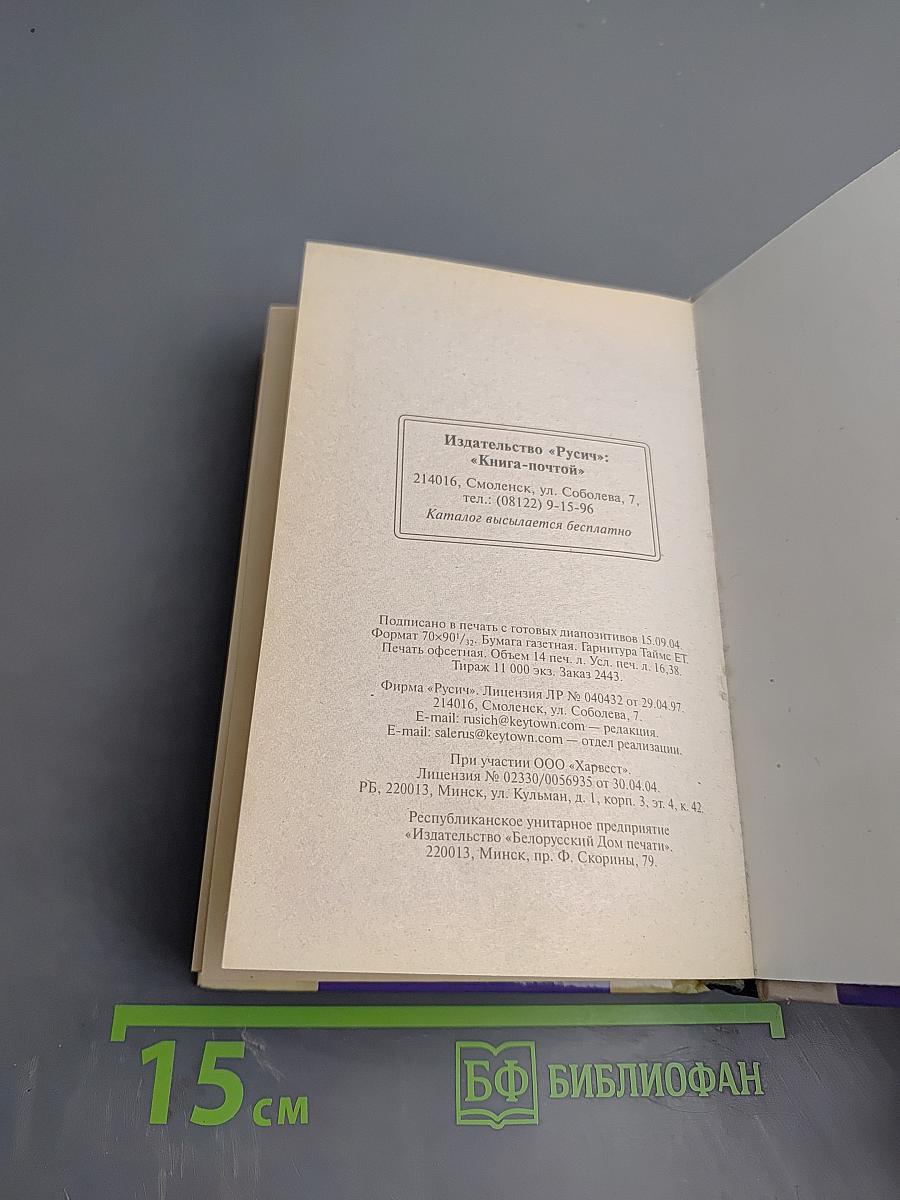 Издательство «Русич»:
«Книга-почтой»
214016, Смоленск, ул. Соболева, 7,
тел.: (08122) 9-15-96
Каталог высылается бесплатно
Подписано в печать с готовых диапозитивов 15.09.04.
Формат 70×90¹/₃₂. Бумага газетная. Гарнитура Таймс ЕТ.
Печать офсетная. Объем 14 печ. л. Усл. печ. л. 16,38.
Тираж 11 000 экз. Заказ 2443.
Фирма «Русич». Лицензия ЛР № 040432 от 29.04.97.
214016, Смоленск, ул. Соболева, 7.
E-mail: rusich@keytown.com — редакция.
E-mail: salerus@keytown.com — отдел реализации.
При участии ООО «Харвест».
Лицензия № 02330/0056935 от 30.04.04.
РБ, 220013, Минск, ул. Кульман, д. 1, корп. 3, эт. 4, к. 42.
Республиканское унитарное предприятие
«Издательство «Белорусский Дом печати».
220013, Минск, пр. Ф. Скорины, 79.
15 см
БФ БИБЛИОФАН